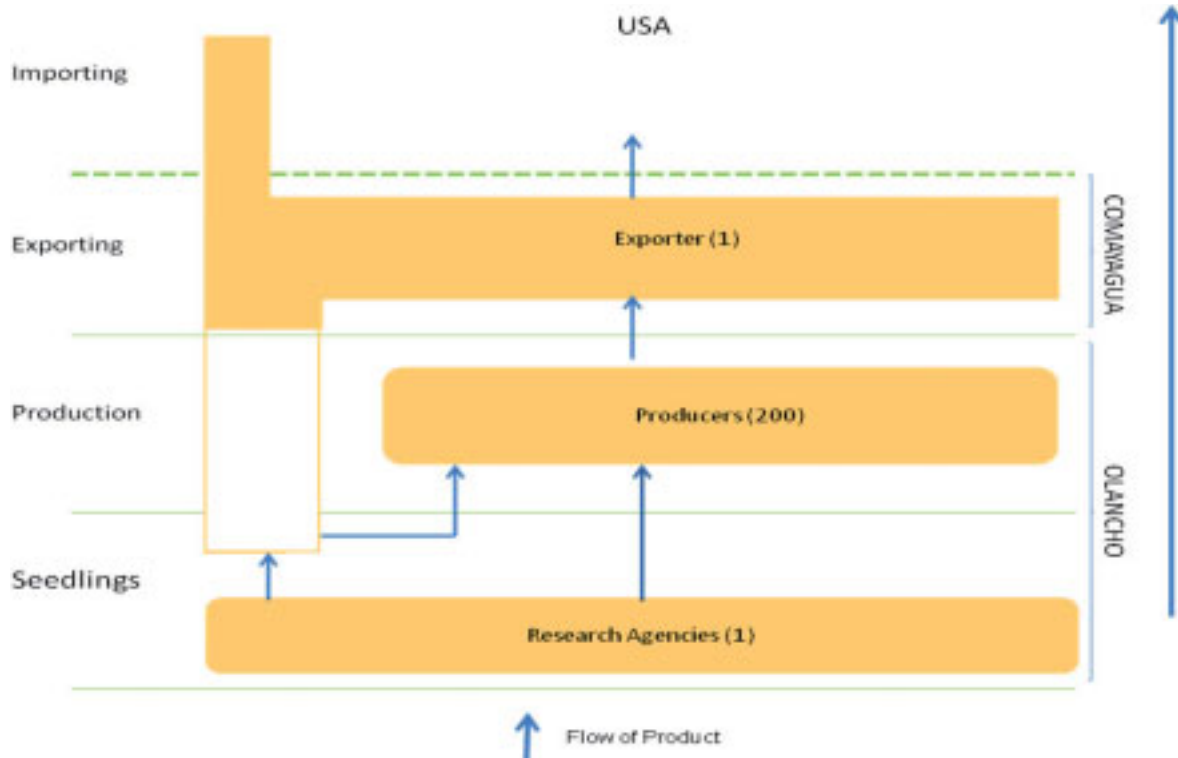 USA
Importing
Exporting
Exporter (1)
COMAYAGUA
Production
Producers (200)
OLANCHO
Seedlings
Research Agencies (1)
Flow of Product